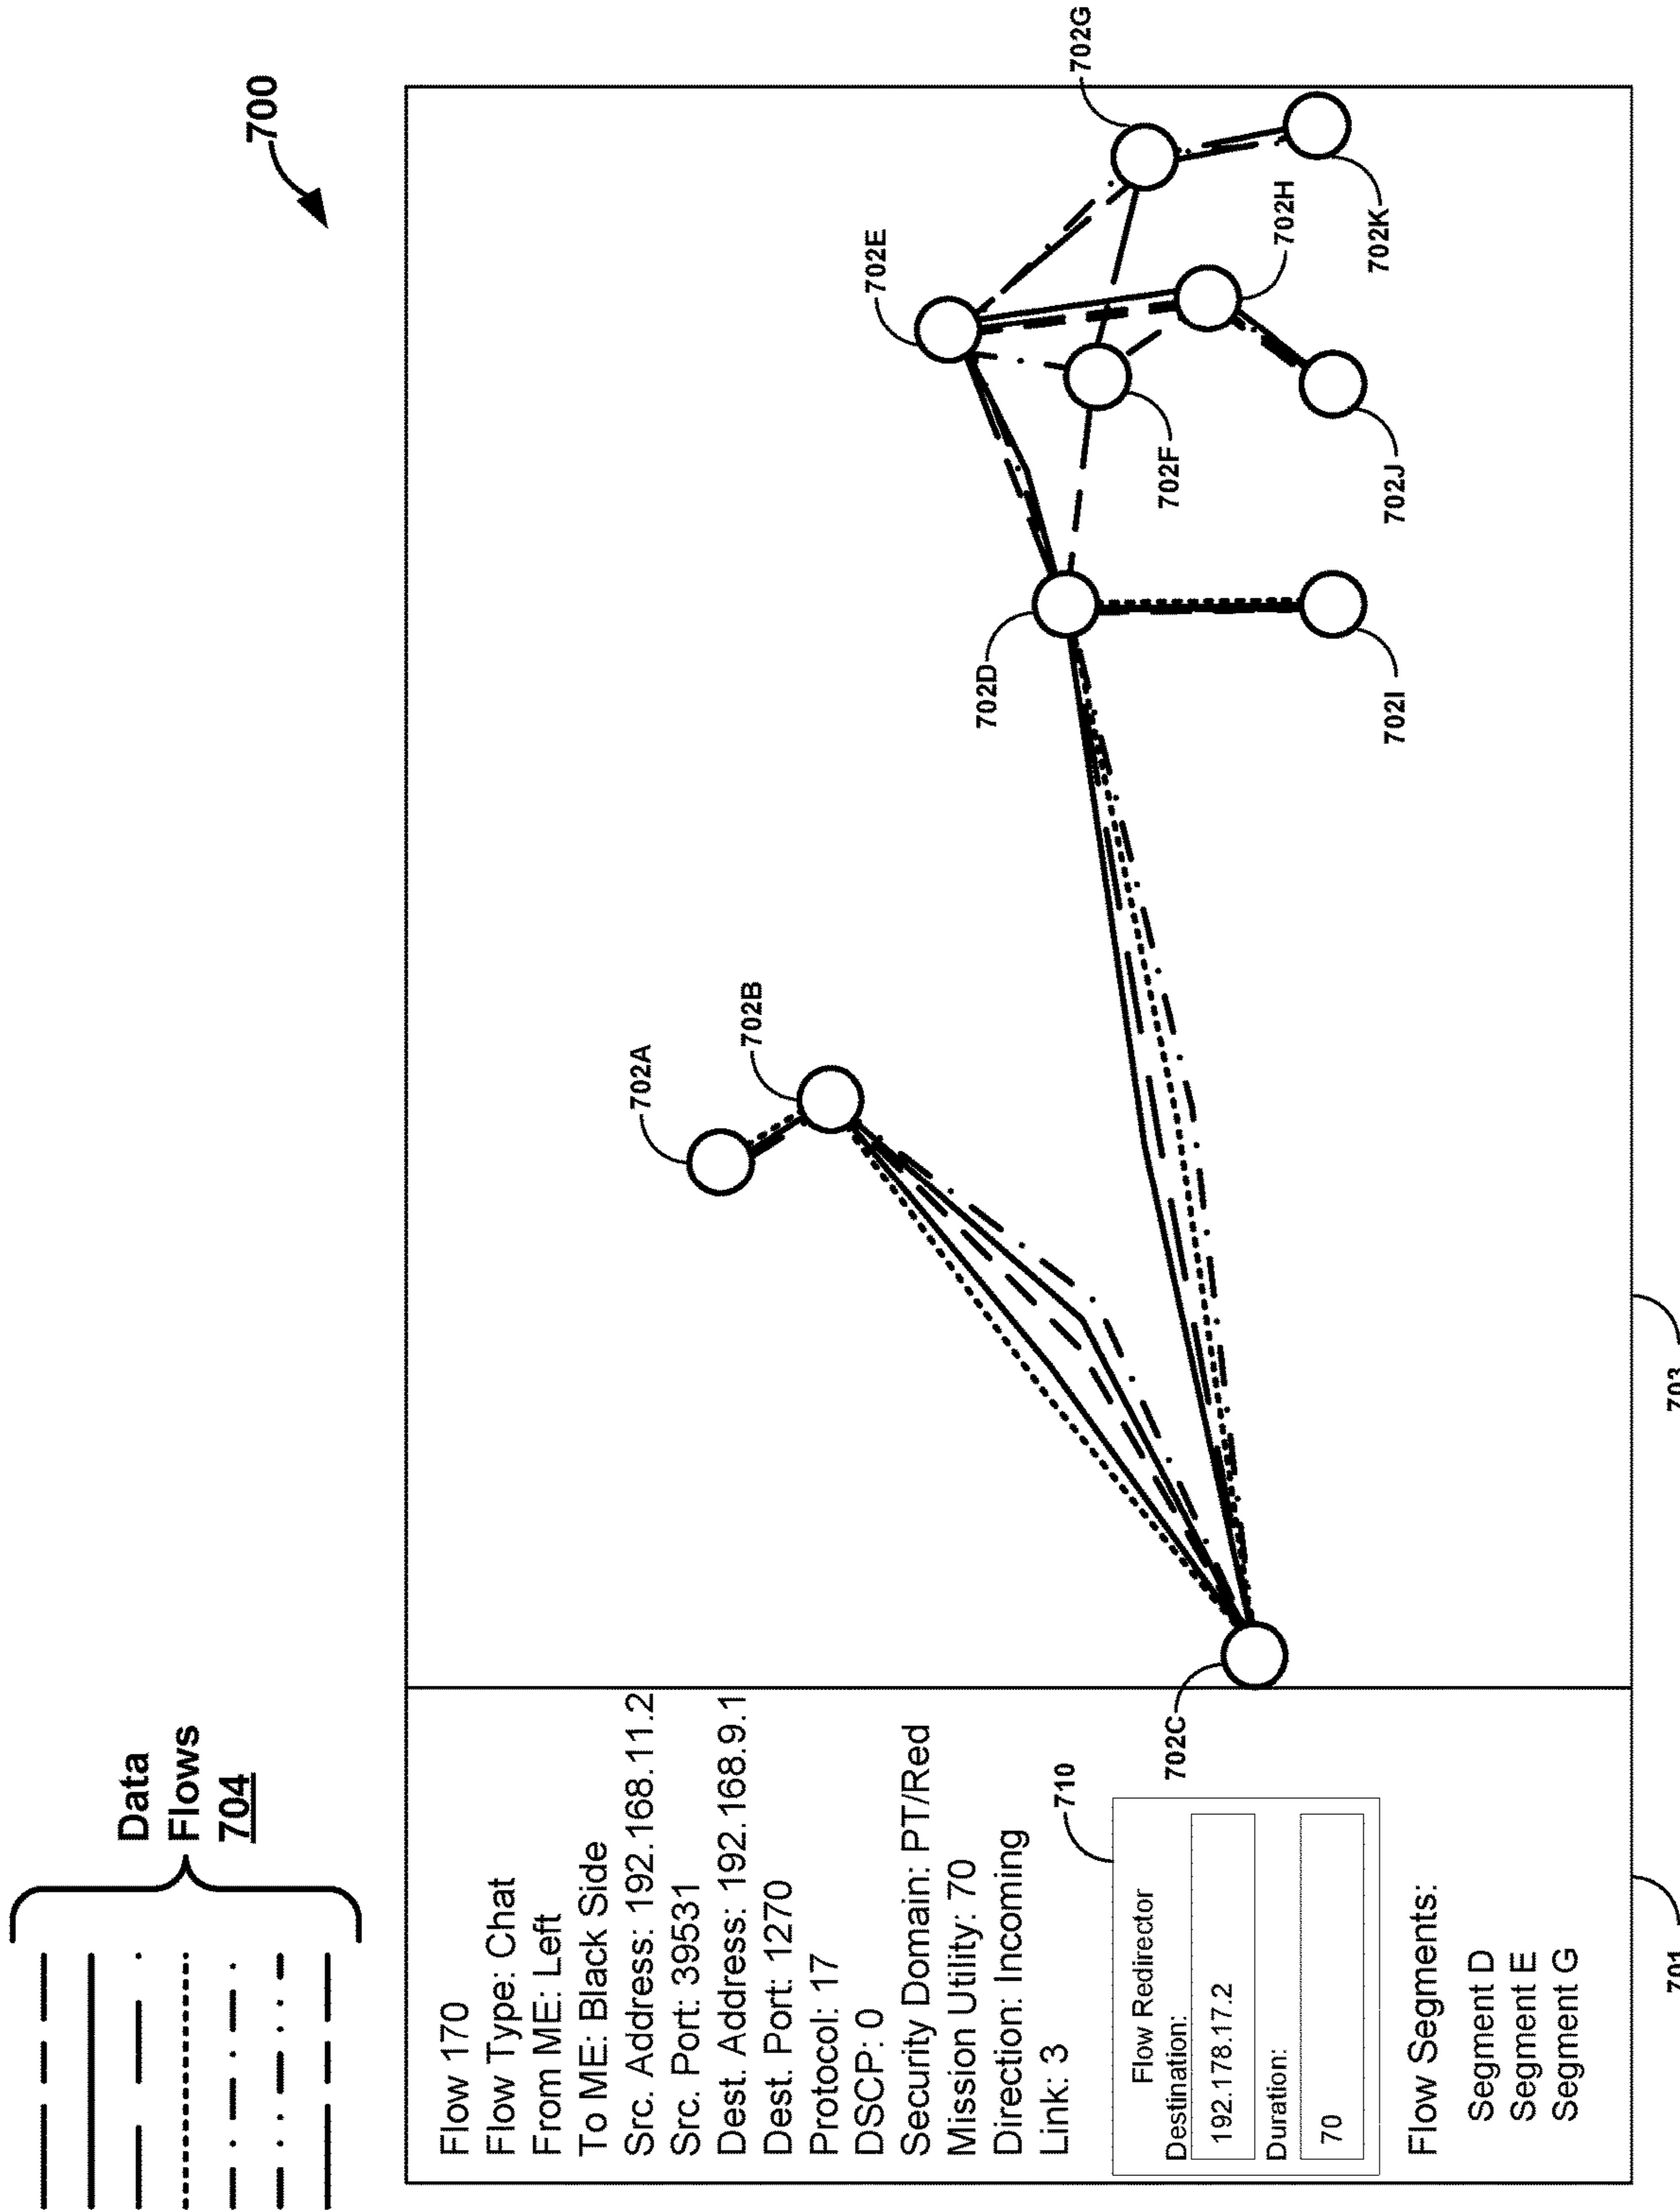 700
Data
Flows
704
Flow 170
Flow Type: Chat
From ME: Left
To ME: Black Side
Src. Address: 192.168.11.2
Src. Port: 39531
Dest. Address: 192.168.9.1
Dest. Port: 1270
Protocol: 17
DSCP: 0
Security Domain: PT/Red
Mission Utility: 70
Direction: Incoming
Link: 3
710
Flow Redirector
Destination:
192.178.17.2
Duration:
70
Flow Segments:
Segment D
Segment E
Segment G
701
702A
702B
702C
702D
702E
702F
702G
702H
702I
702J
702K
703